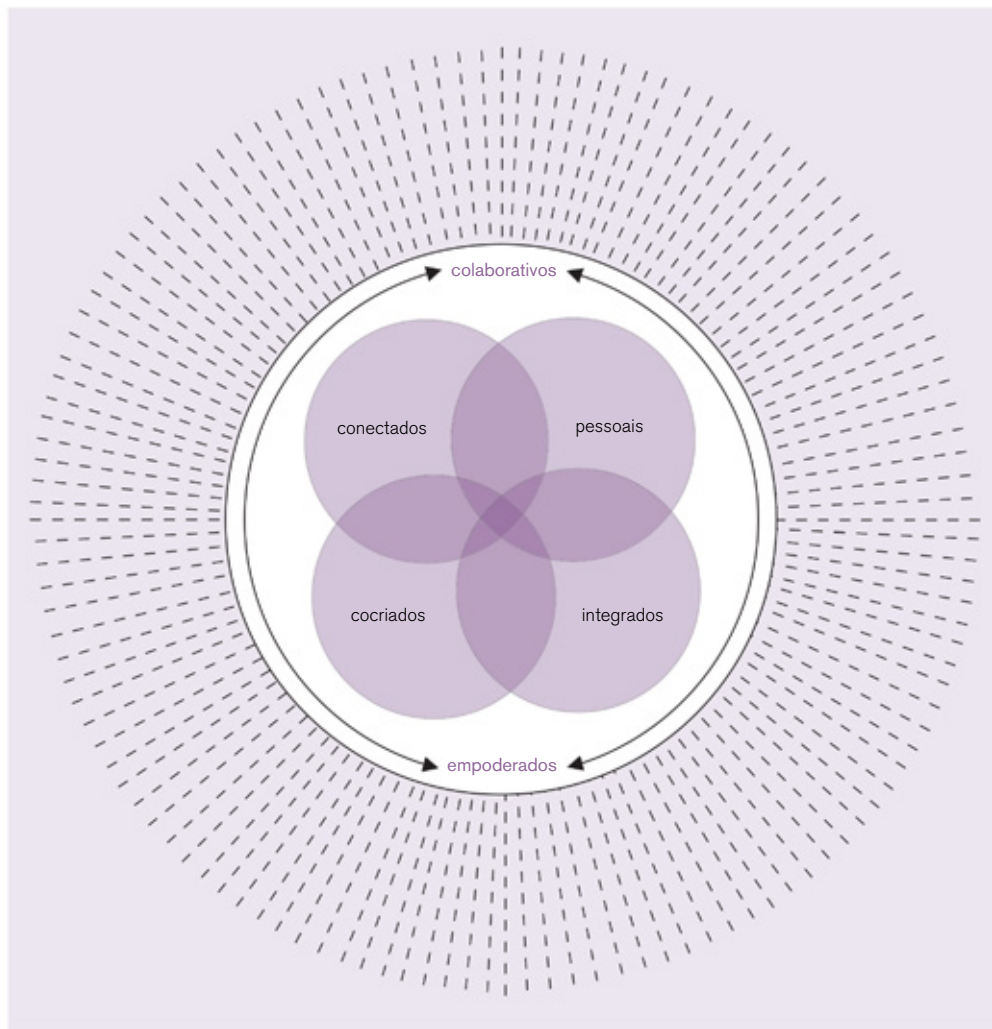 colaborativos
conectados
pessoais
cocriados
integrados
empoderados